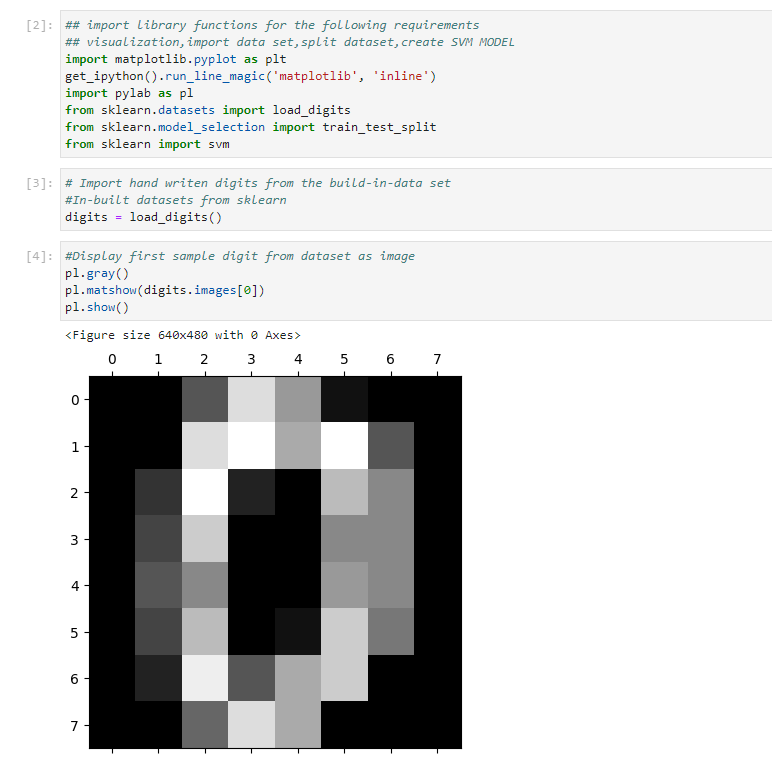 [2]: ## import library functions for the following requirements
## visualization,import data set,split dataset,create SVM MODEL
import matplotlib.pyplot as plt
get_ipython().run_line_magic('matplotlib', 'inline')
import pylab as pl
from sklearn.datasets import load_digits
from sklearn.model_selection import train_test_split
from sklearn import svm
[3]: # Import hand writen digits from the build-in-data set
#In-built datasets from sklearn
digits = load_digits()
[4]: #Display first sample digit from dataset as image
pl.gray()
pl.matshow(digits.images[0])
pl.show()
<Figure size 640x480 with 0 Axes>
0 1 2 3 4 5 6 7
0
1
2
3
4
5
6
7